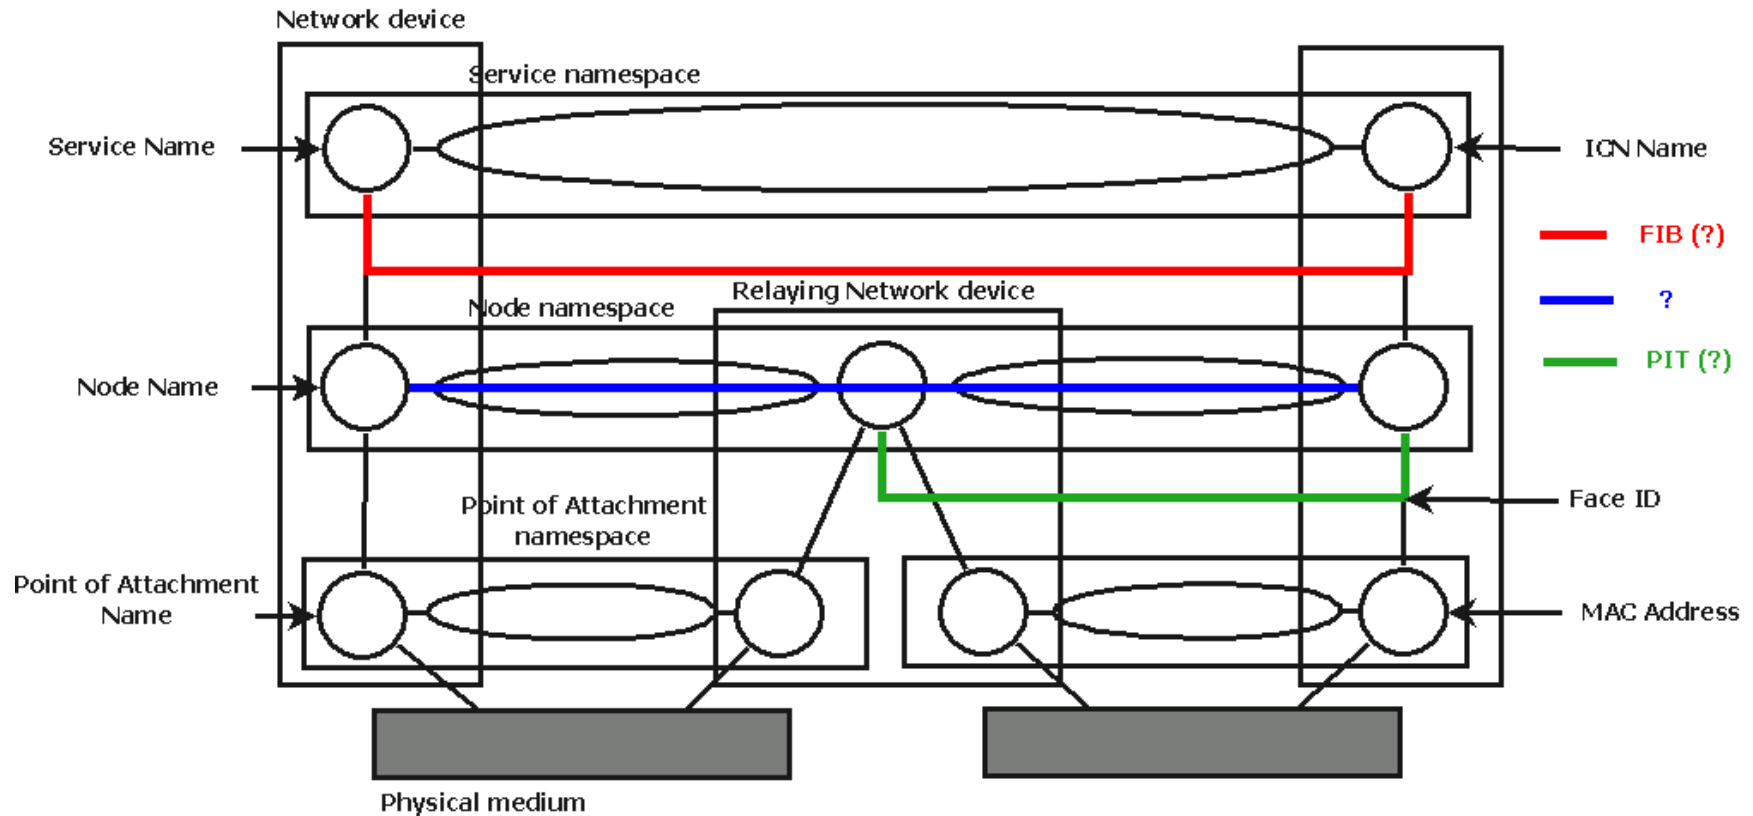 Network device
Service namespace
Service Name
ICN Name
FIB (?)
Relaying Network device
Node namespace
?
PIT (?)
Node Name
Point of Attachment
namespace
Face ID
Point of Attachment
Name
MAC Address
Physical medium